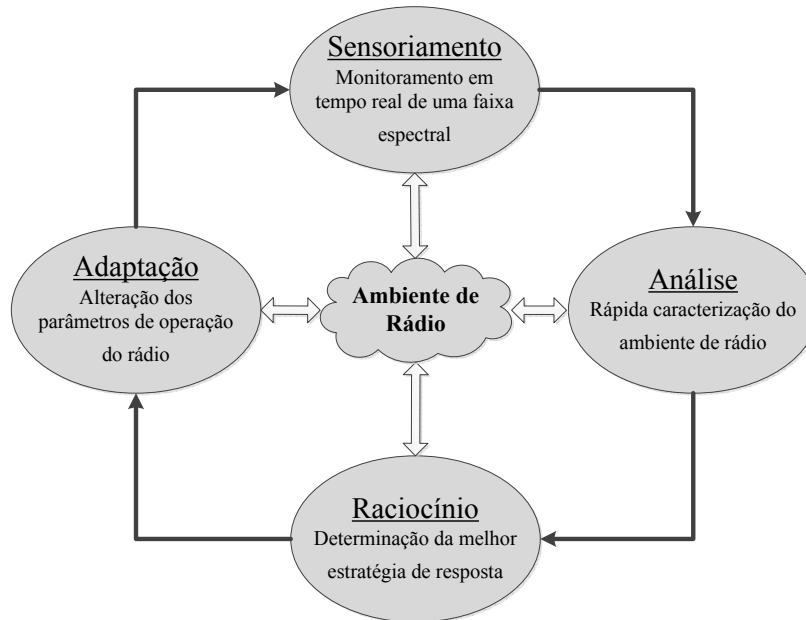 Sensoriamento
Monitoramento em
tempo real de uma faixa
espectral
Adaptação
Alteração dos
parâmetros de operação
do rádio
Ambiente de
Rádio
Análise
Rápida caracterização do
ambiente de rádio
Raciocínio
Determinação da melhor
estratégia de resposta